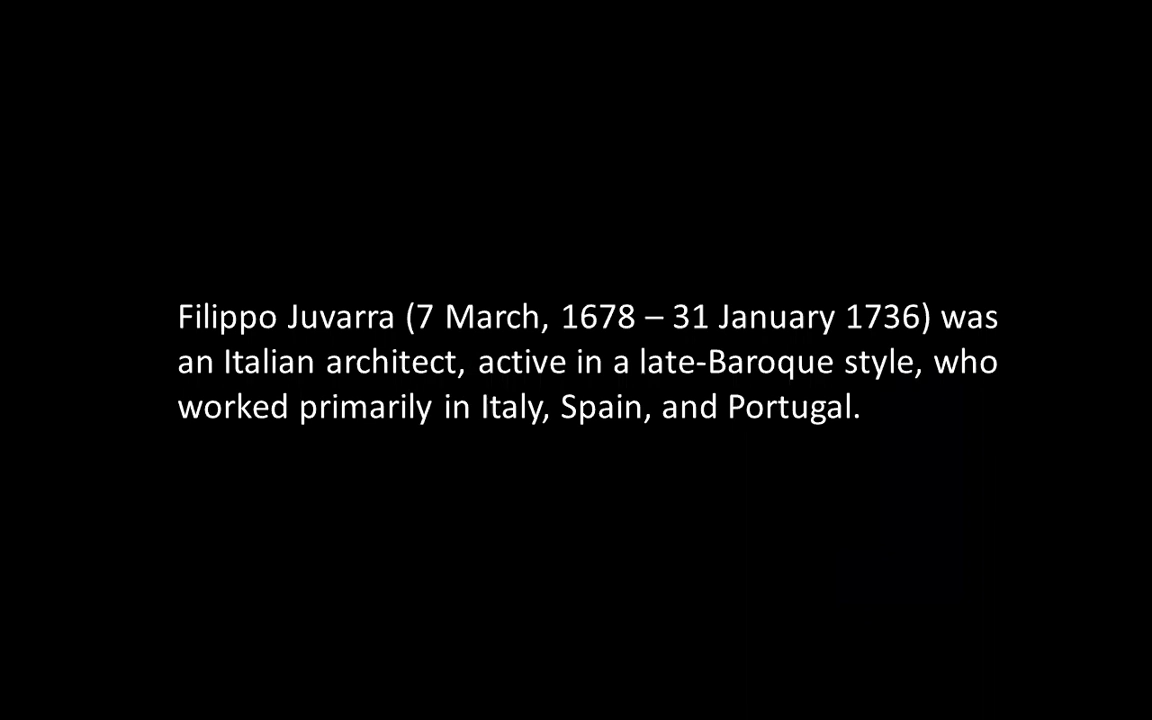 Filippo Juvarra (7 March, 1678 – 31 January 1736) was
an Italian architect, active in a late-Baroque style, who
worked primarily in Italy, Spain, and Portugal.